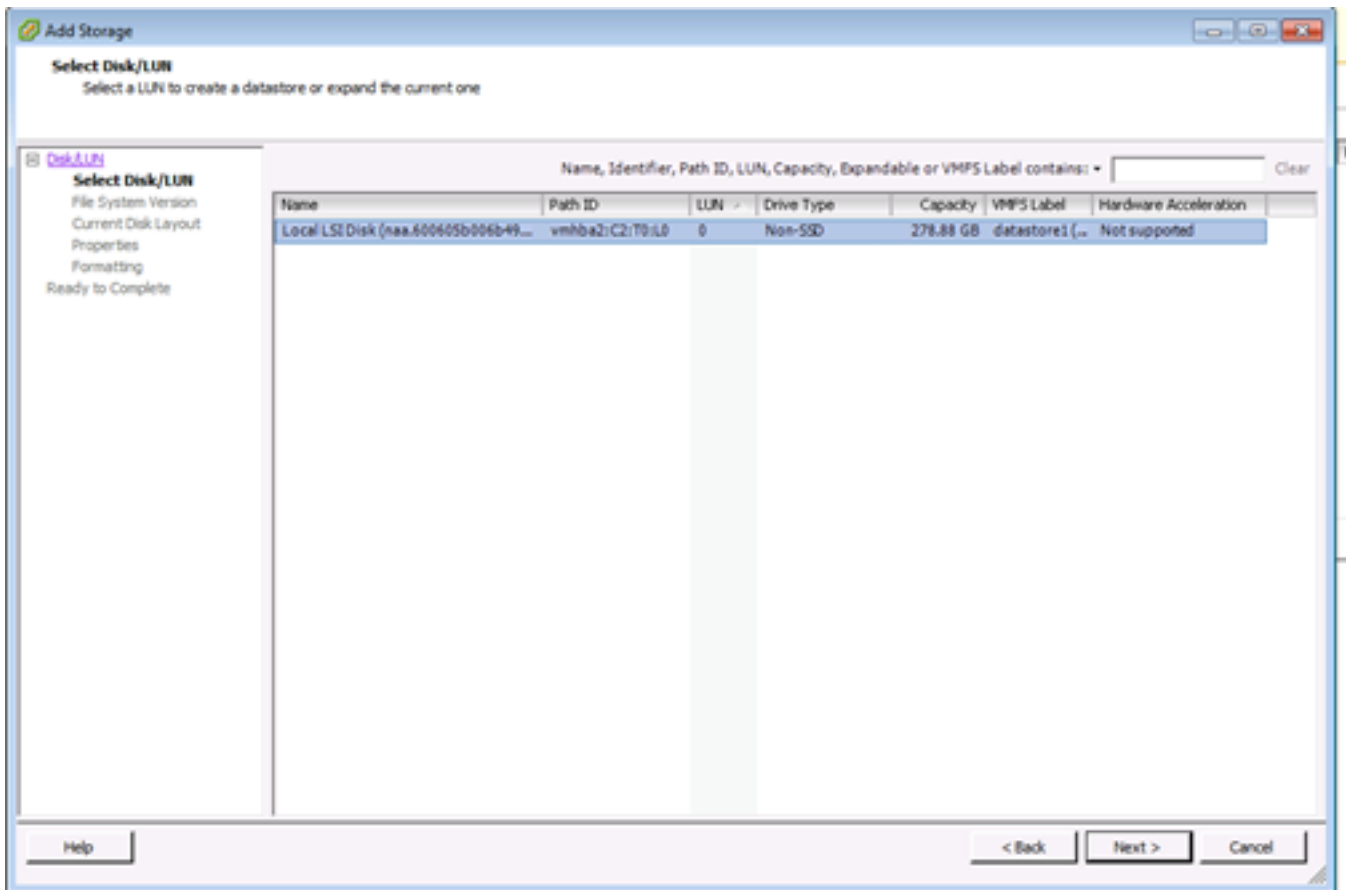 Add Storage
Select Disk/LUN
Select a LUN to create a datastore or expand the current one
Disk/LUN
Select Disk/LUN
File System Version
Current Disk Layout
Properties
Formatting
Ready to Complete
Name, Identifier, Path ID, LUN, Capacity, Expandable or VMFS Label contains: Clear
Name Path ID LUN Drive Type Capacity VMFS Label Hardware Acceleration
Local LSI Disk (naa.600605b006b49... vmhba2:C2:T0:L0 0 Non-SSD 278.88 GB datastore1 (... Not supported
Help < Back Next > Cancel